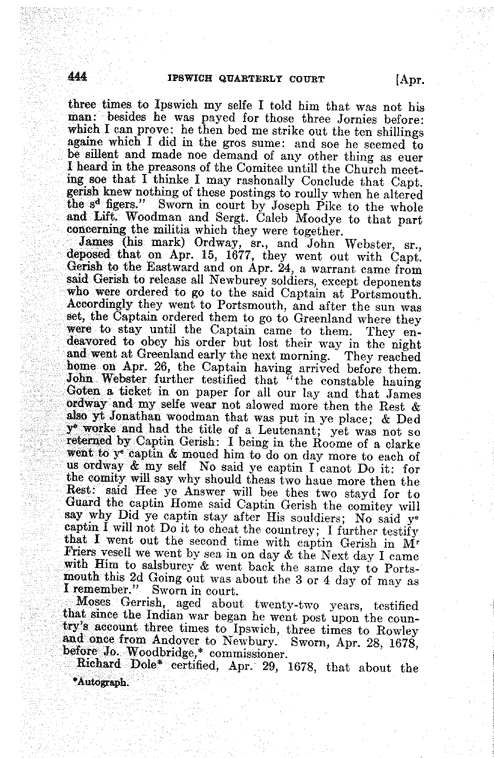 444 IPSWICH QUARTERLY COURT [Apr.
three times to Ipswich my selfe I told him that was not his
man: besides he was payed for those three Jornies before:
which I can prove: he then bed me strike out the ten shillings
againe which I did in the gros sume: and soe he seemed to
be sillent and made noe demand of any other thing as euer
I heard in the preasons of the Comitee untill the Church meet-
ing soe that I thinke I may rashonally Conclude that Capt.
gerish knew nothing of these postings to roully when he altered
the sᵈ figers." Sworn in court by Joseph Pike to the whole
and Lift. Woodman and Sergt. Caleb Moodye to that part
concerning the militia which they were together.
James (his mark) Ordway, sr., and John Webster, sr.,
deposed that on Apr. 15, 1677, they went out with Capt.
Gerish to the Eastward and on Apr. 24, a warrant came from
said Gerish to release all Newburey soldiers, except deponents
who were ordered to go to the said Captain at Portsmouth.
Accordingly they went to Portsmouth, and after the sun was
set, the Captain ordered them to go to Greenland where they
were to stay until the Captain came to them. They en-
deavored to obey his order but lost their way in the night
and went at Greenland early the next morning. They reached
home on Apr. 26, the Captain having arrived before them.
John Webster further testified that "the constable hauing
Goten a ticket in on paper for all our lay and that James
ordway and my selfe wear not alowed more then the Rest &
also yt Jonathan woodman that was put in ye place; & Ded
yᵉ worke and had the title of a Leutenant; yet was not so
reterned by Captin Gerish: I being in the Roome of a clarke
went to yᵉ captin & moued him to do on day more to each of
us ordway & my self No said ye captin I canot Do it: for
the comity will say why should theas two haue more then the
Rest: said Hee ye Answer will bee thes two stayd for to
Guard the captin Home said Captin Gerish the comitey will
say why Did ye captin stay after His souldiers; No said yᵉ
captin I will not Do it to cheat the countrey; I further testify
that I went out the second time with captin Gerish in Mʳ
Friers vesell we went by sea in on day & the Next day I came
with Him to salsburey & went back the same day to Ports-
mouth this 2d Going out was about the 3 or 4 day of may as
I remember." Sworn in court.
Moses Gerrish, aged about twenty-two years, testified
that since the Indian war began he went post upon the coun-
try's account three times to Ipswich, three times to Rowley
and once from Andover to Newbury. Sworn, Apr. 28, 1678,
before Jo. Woodbridge,* commissioner.
Richard Dole* certified, Apr. 29, 1678, that about the
*Autograph.